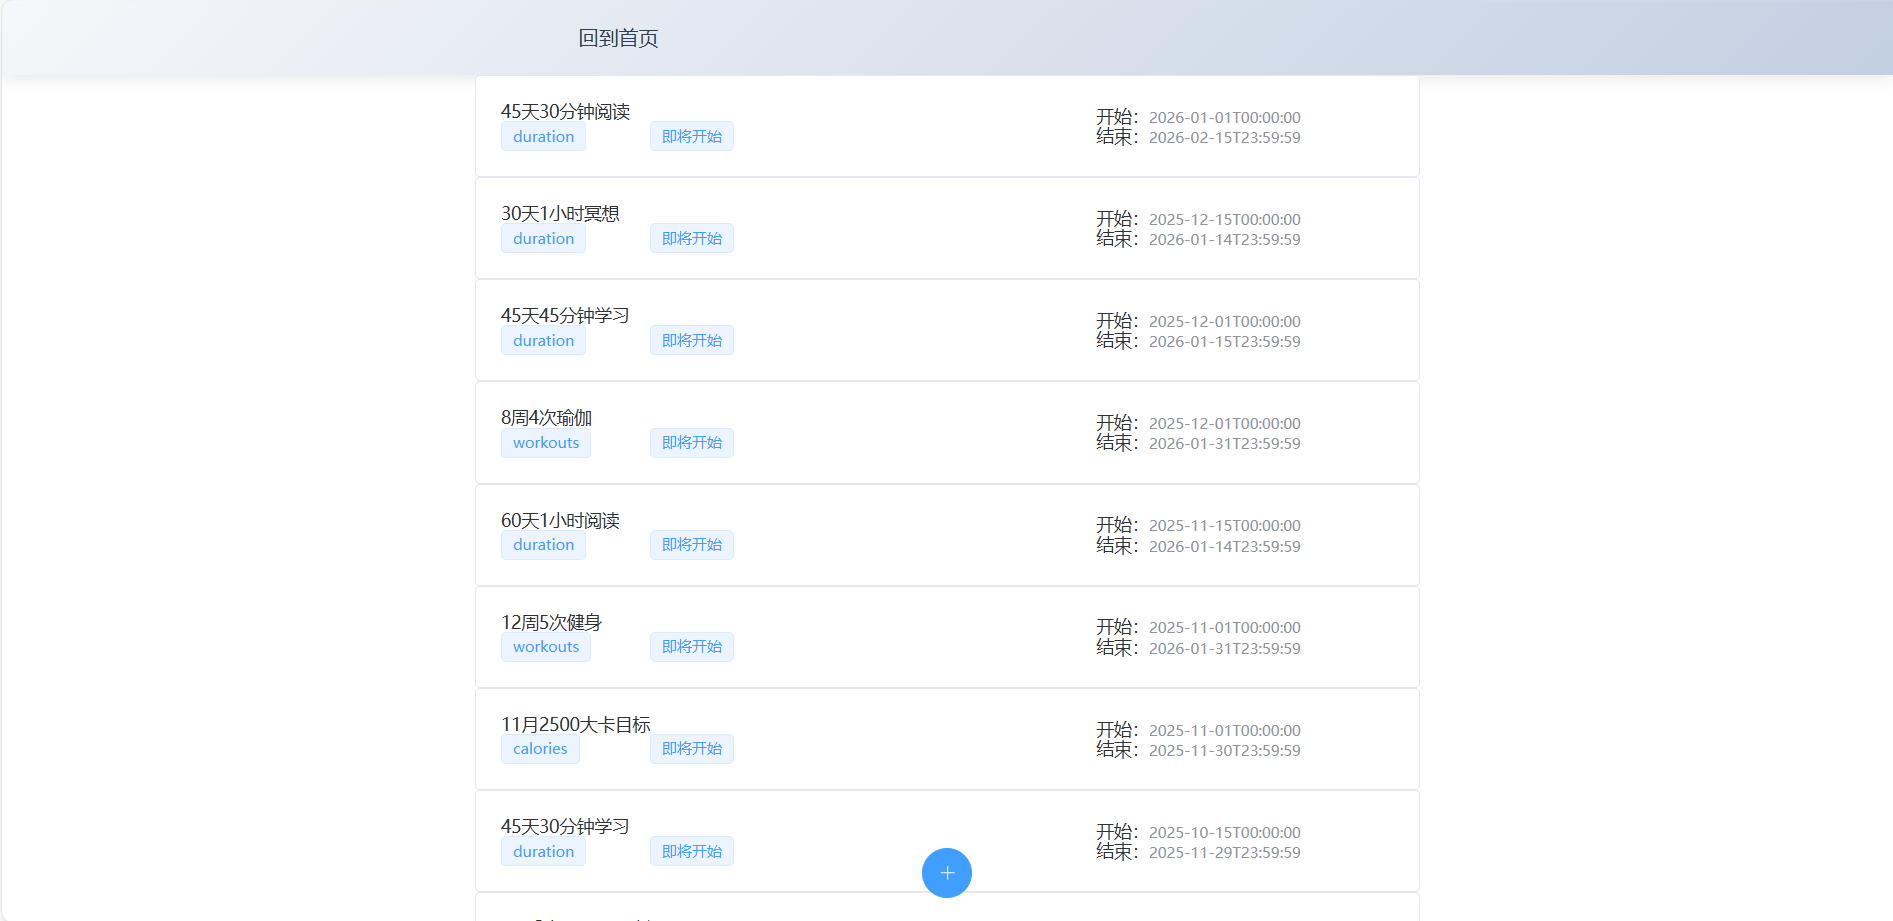 回到首页
45天30分钟阅读
duration 即将开始
开始：2026-01-01T00:00:00
结束：2026-02-15T23:59:59
30天1小时冥想
duration 即将开始
开始：2025-12-15T00:00:00
结束：2026-01-14T23:59:59
45天45分钟学习
duration 即将开始
开始：2025-12-01T00:00:00
结束：2026-01-15T23:59:59
8周4次瑜伽
workouts 即将开始
开始：2025-12-01T00:00:00
结束：2026-01-31T23:59:59
60天1小时阅读
duration 即将开始
开始：2025-11-15T00:00:00
结束：2026-01-14T23:59:59
12周5次健身
workouts 即将开始
开始：2025-11-01T00:00:00
结束：2026-01-31T23:59:59
11月2500大卡目标
calories 即将开始
开始：2025-11-01T00:00:00
结束：2025-11-30T23:59:59
45天30分钟学习
duration 即将开始
开始：2025-10-15T00:00:00
结束：2025-11-29T23:59:59